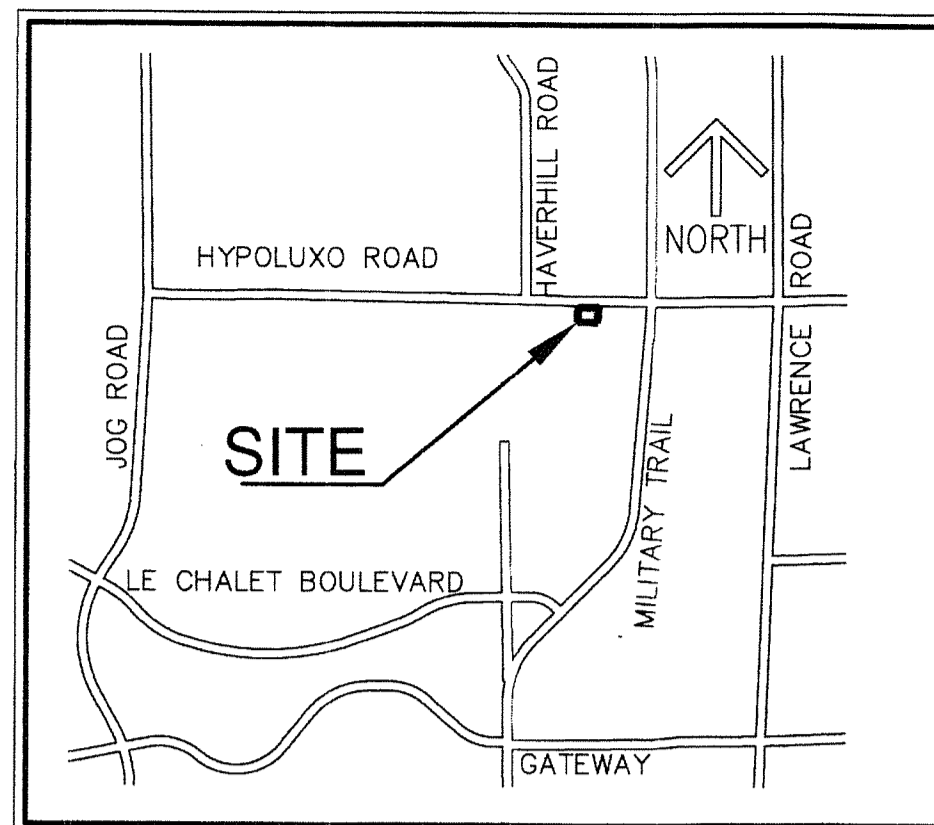 HAVERHILL ROAD
NORTH
HYPOLUXO ROAD
ROAD
LAWRENCE
JOG ROAD
SITE
MILITARY TRAIL
LE CHALET BOULEVARD
GATEWAY